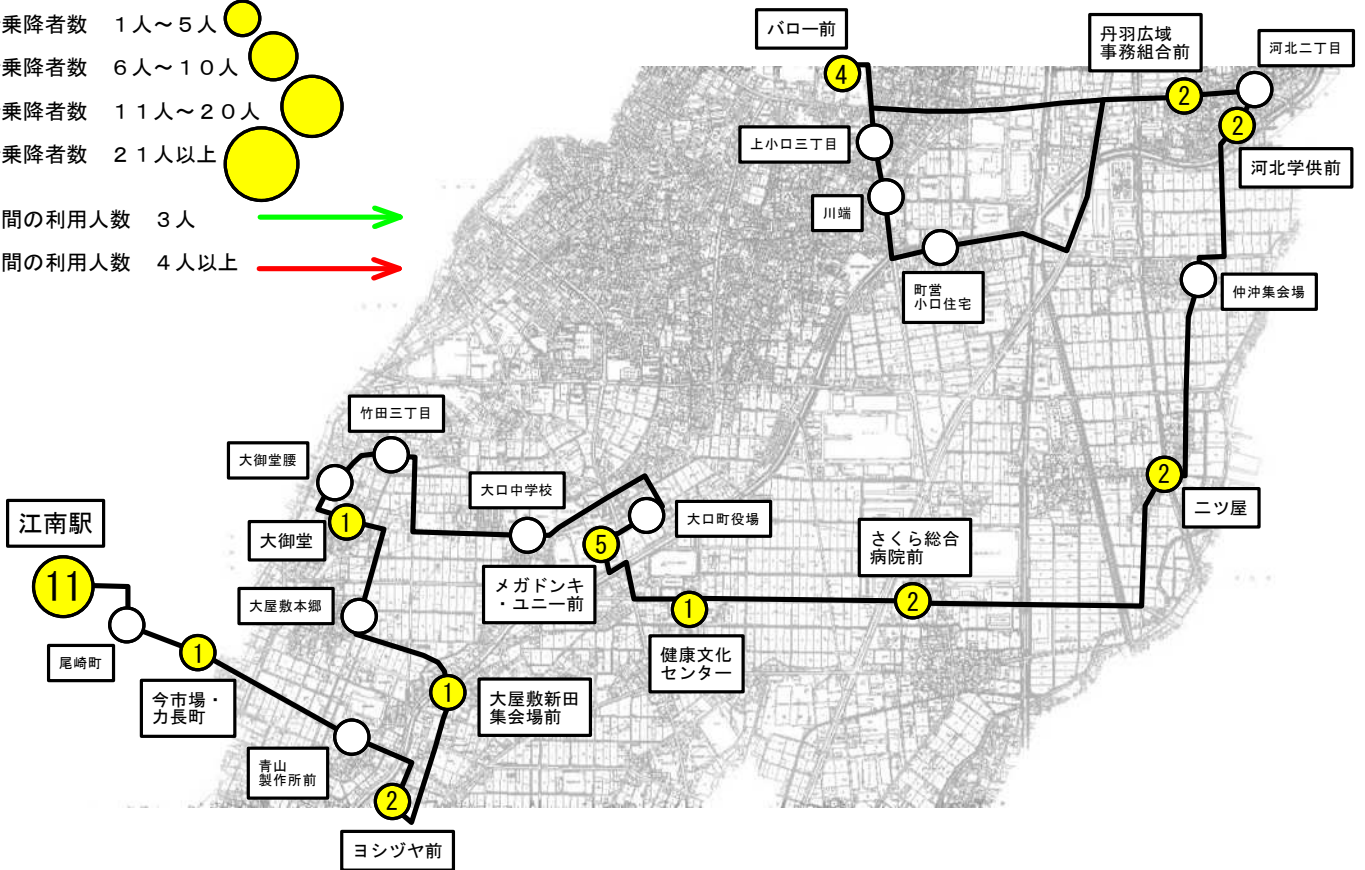 乗降者数 1人～5人
乗降者数 6人～10人
乗降者数 11人～20人
乗降者数 21人以上
間の利用人数 3人
間の利用人数 4人以上
バロー前
4
丹羽広域
事務組合前
河北二丁目
2
2
河北学供前
上小口三丁目
川端
町営
小口住宅
仲沖集会場
竹田三丁目
大御堂腰
大口中学校
大口町役場
2
二ツ屋
江南駅
11
大御堂
1
5
メガドンキ
・ユニー前
さくら総合
病院前
2
大屋敷本郷
1
健康文化
センター
尾崎町
1
今市場・
力長町
1
大屋敷新田
集会場前
青山
製作所前
2
ヨシヅヤ前